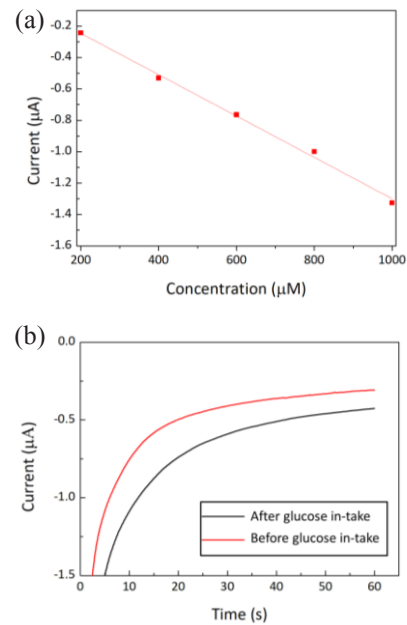 (a)
-0.2
-0.4
-0.6
-0.8
-1.0
-1.2
-1.4
-1.6
Current (μA)
200 400 600 800 1000
Concentration (μM)
(b)
0.0
-0.5
-1.0
-1.5
Current (μA)
After glucose in-take
Before glucose in-take
0 10 20 30 40 50 60
Time (s)